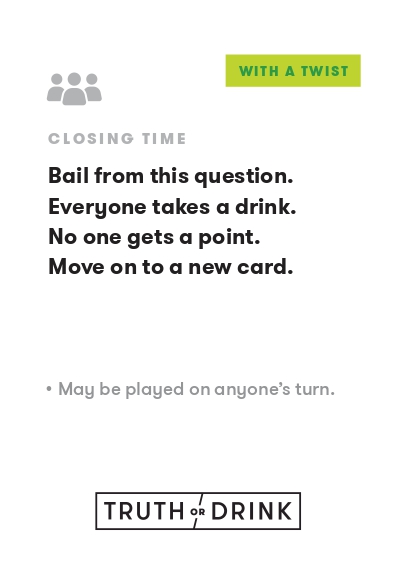 WITH A TWIST
CLOSING TIME
Bail from this question.
Everyone takes a drink.
No one gets a point.
Move on to a new card.
• May be played on anyone's turn.
TRUTH OR DRINK